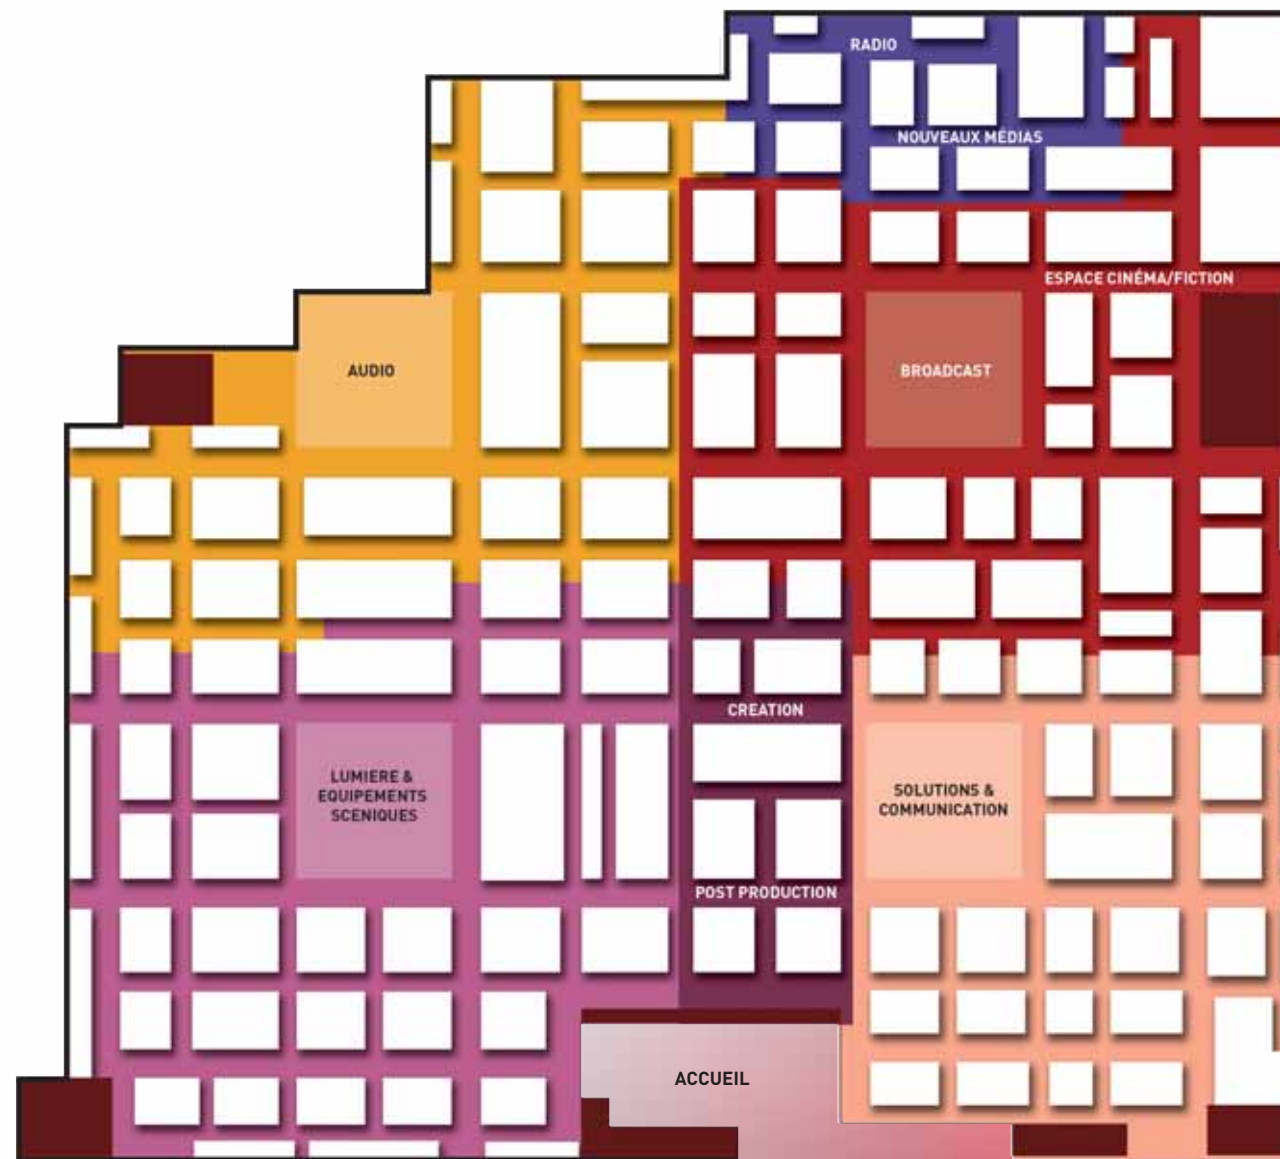 RADIO
NOUVEAUX MÉDIAS
ESPACE CINÉMA/FICTION
AUDIO
BROADCAST
CREATION
LUMIERE &
EQUIPEMENTS
SCENIQUES
SOLUTIONS &
COMMUNICATION
POST PRODUCTION
ACCUEIL